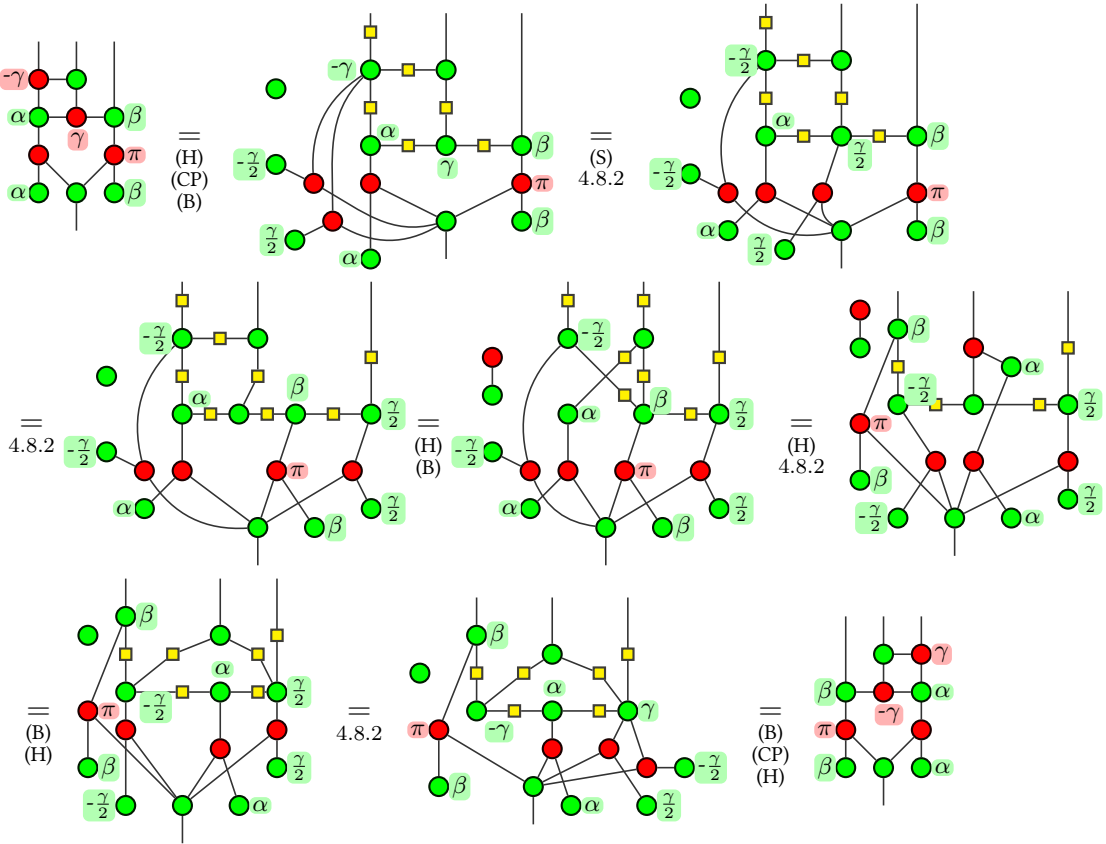 -γ
α γ β
π
α β
=
(H)
(CP)
(B)
-γ
α γ β
-γ/2 π
γ/2 β
α
=
(S)
4.8.2
-γ/2
α γ/2 β
-γ/2 π
α γ/2 β
=
4.8.2
-γ/2
α β γ/2
-γ/2 π
α β γ/2
=
(H)
(B)
-γ/2
α β γ/2
-γ/2 π
α β γ/2
=
(H)
4.8.2
β
α
-γ/2 γ/2
π
β
-γ/2 α γ/2
=
(B)
(H)
β
α
-γ/2 γ/2
π
β γ/2
-γ/2 α
=
4.8.2
β
α
-γ γ
π
-γ/2
β α γ/2
=
(B)
(CP)
(H)
γ
β -γ α
π
β α